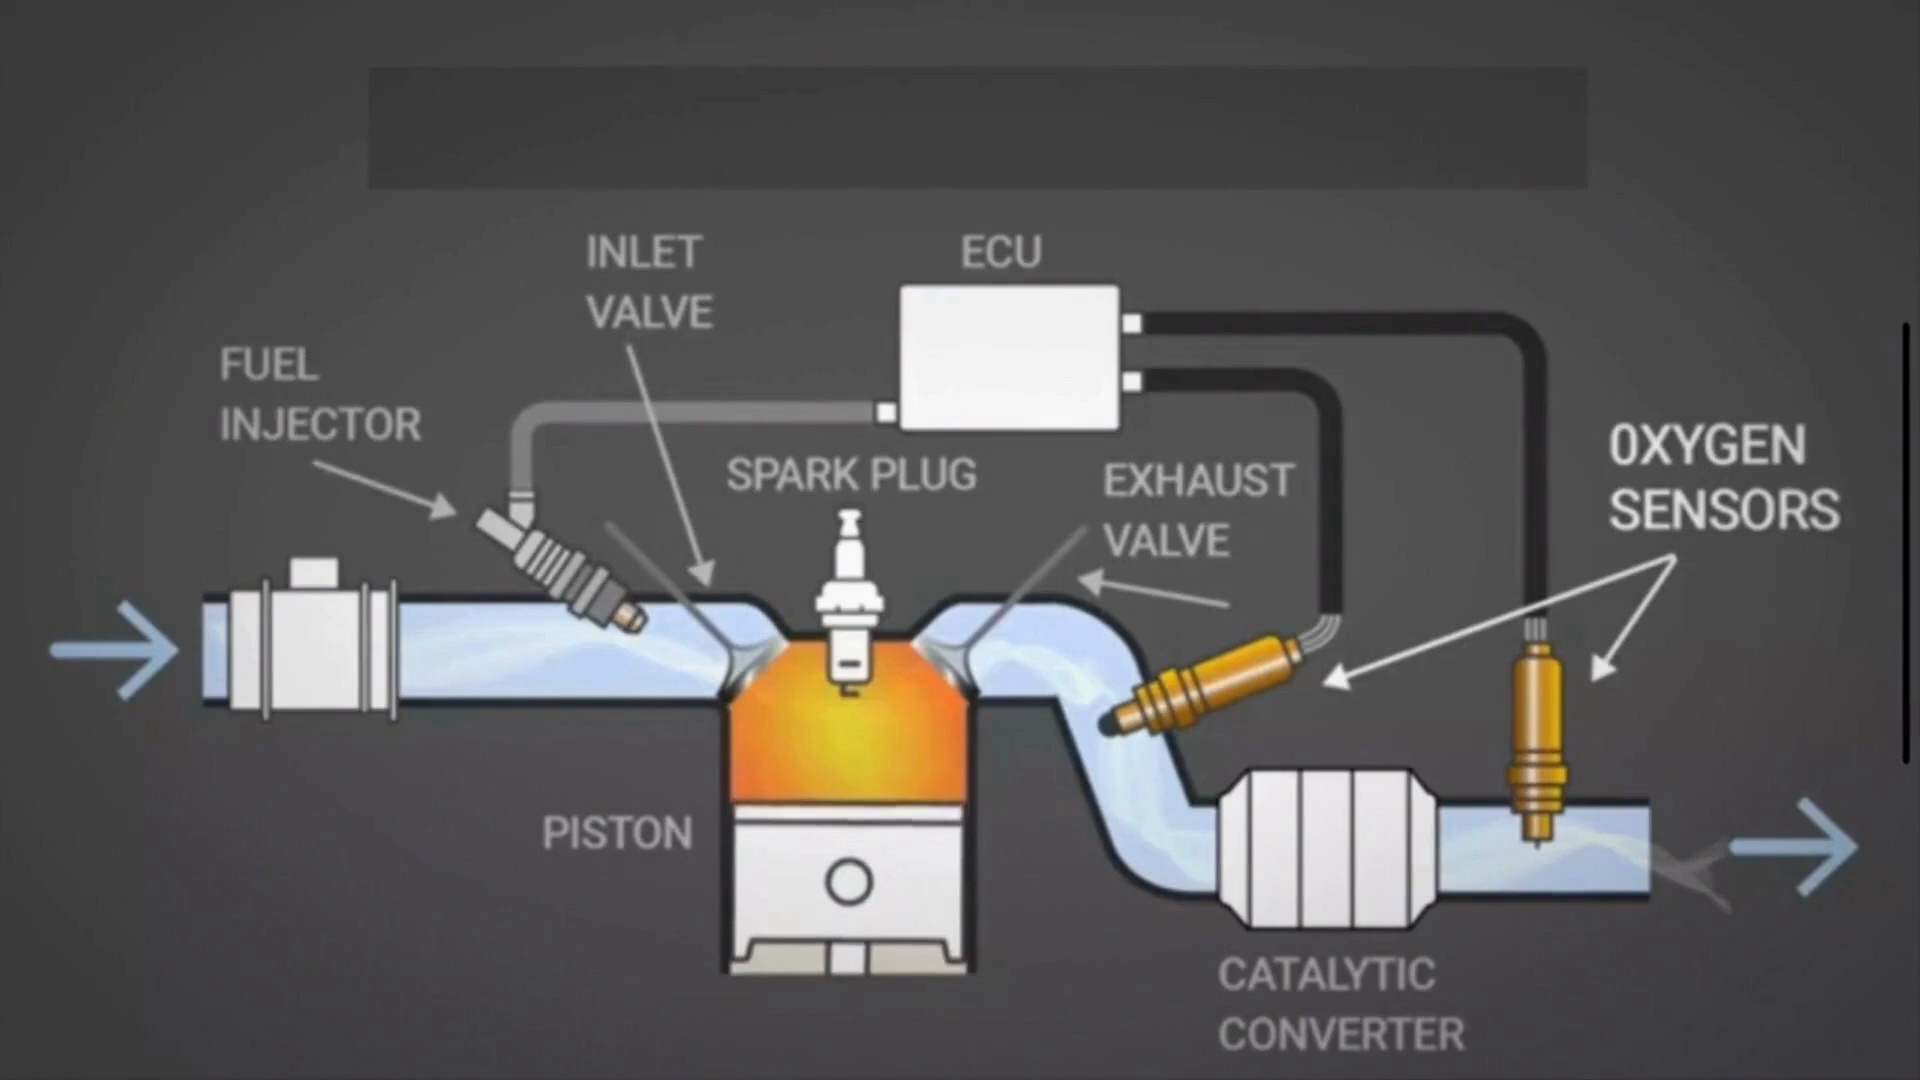 INLET
VALVE
ECU
FUEL
INJECTOR
SPARK PLUG
EXHAUST
VALVE
0XYGEN
SENSORS
PISTON
CATALYTIC
CONVERTER